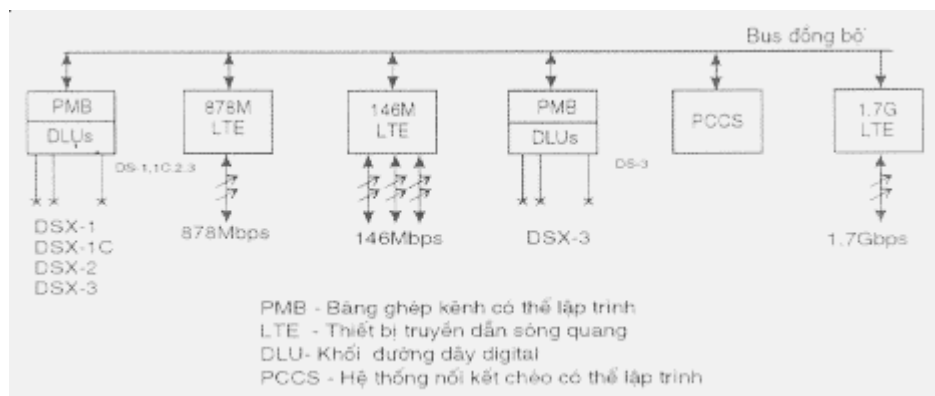 Bus đồng bộ
PMB
DLUs
878M
LTE
146M
LTE
PMB
DLUs
PCCS
1.7G
LTE
DS-1,1C,2,3
DS-3
DSX-1
DSX-1C
DSX-2
DSX-3
878Mbps
146Mbps
DSX-3
1.7Gbps
PMB - Bảng ghép kênh có thể lập trình
LTE - Thiết bị truyền dẫn sóng quang
DLU- Khối đường dây digital
PCCS - Hệ thống nối kết chéo có thể lập trình